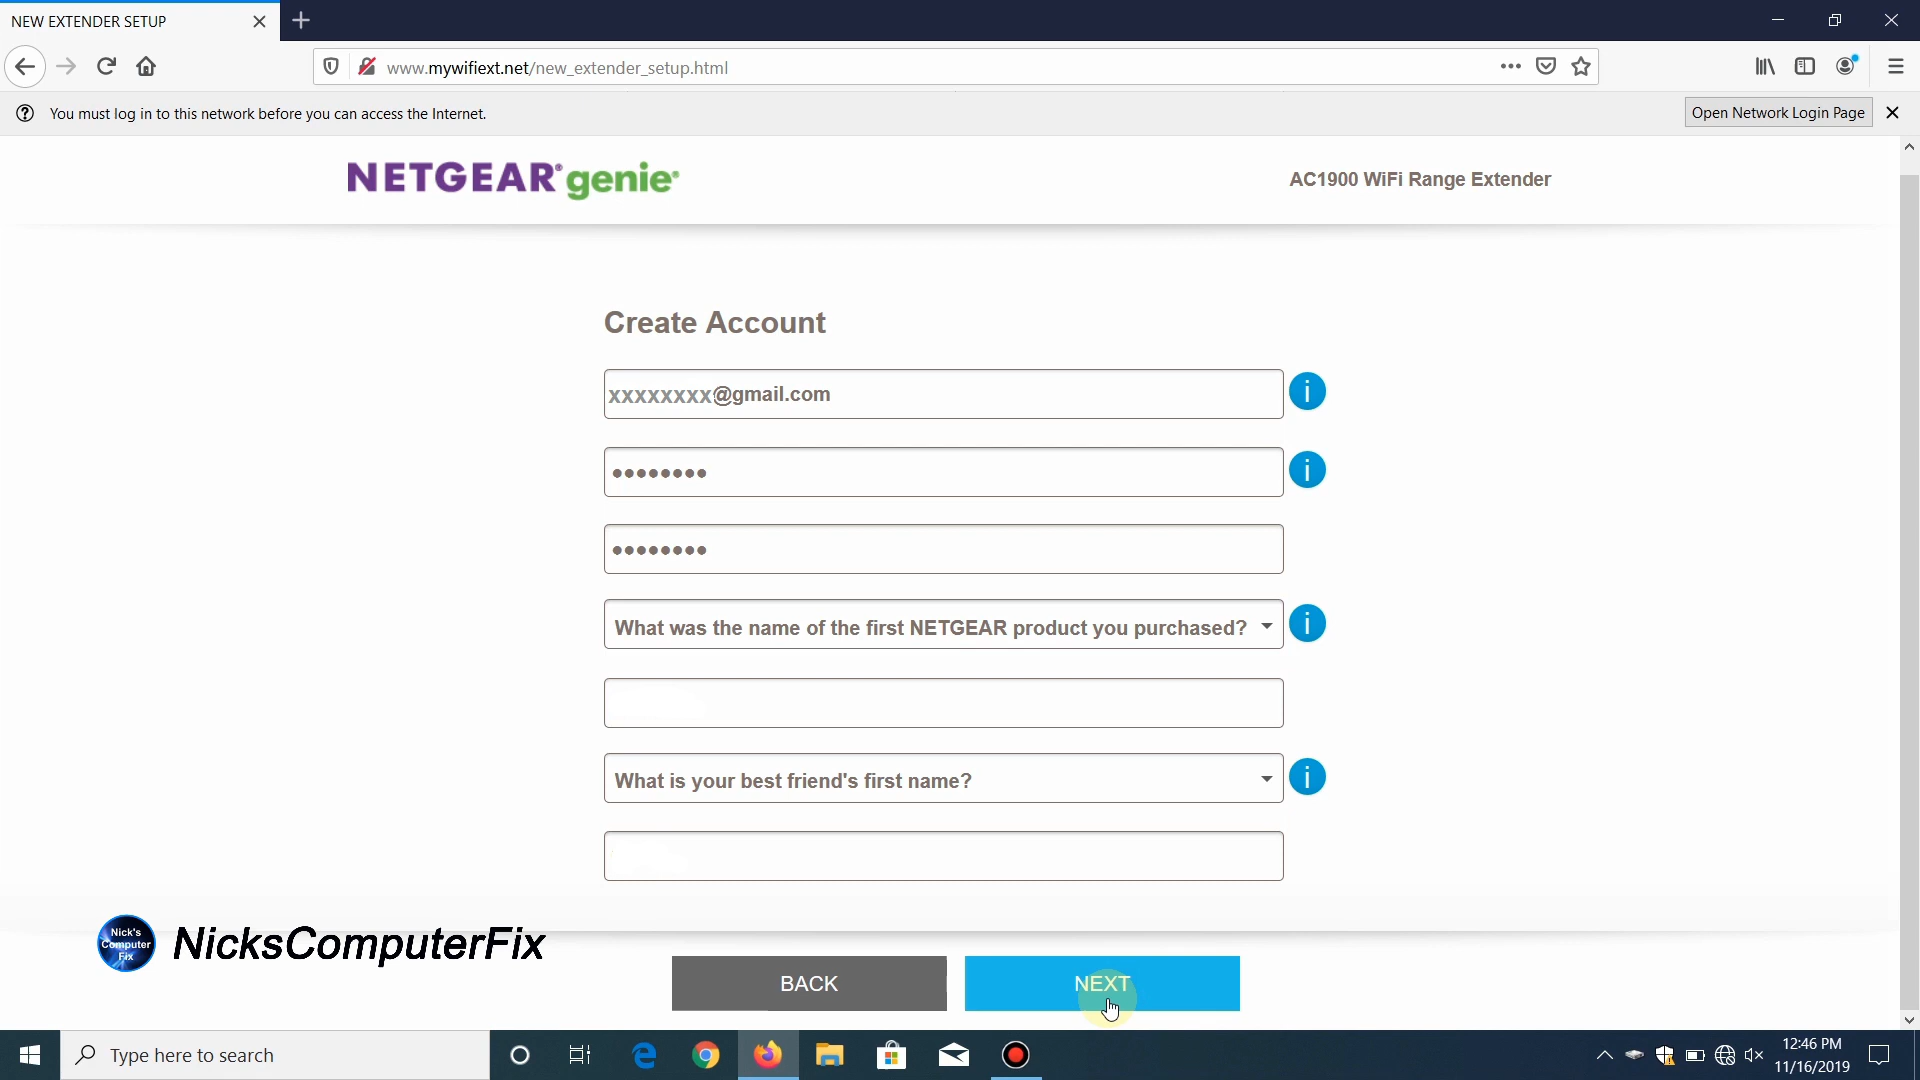 NEW EXTENDER SETUP
www.mywifiext.net/new_extender_setup.html
You must log in to this network before you can access the Internet.
Open Network Login Page
NETGEAR® genie®
AC1900 WiFi Range Extender
Create Account
xxxxxxxx@gmail.com
What was the name of the first NETGEAR product you purchased?
What is your best friend's first name?
Nick's
Computer
Fix
NicksComputerFix
BACK
NEXT
Type here to search
12:46 PM
11/16/2019